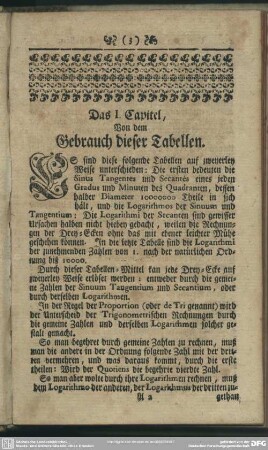 (1)
Das I. Capitel,
Von dem
Gebrauch dieser Tabellen.
ES sind diese folgende Tabellen auf zweyerley
Weise unterschieden: Die ersten bedeuten die
Sinus Tangentes und Secantes eines jeden
Gradus und Minuten des Quadranten, dessen
halber Diameter 10000000 Theile in sich
hält, und die Logarithmos der Sinuum und
Tangentium: Die Logarithmi der Secanten sind gewisser
Ursachen halben nicht hieher gebracht, weilen die Rechnungen
der Drey-Ecke ohne das mit ebner leichter Mühe
geschehen können. In die letzte Tabelle sind die Logarithmi
der zunehmenden Zahlen von 1. nach der natürlichen Ord-
nung bis 10000.
Durch dieser Tabellen-Mittel kan jede Drey-Ecke auf
zweyerley Weise erlöset werden: entweder durch die gemei-
ne Zahlen der Sinuum Tangentium und Secantium, oder
durch derselben Logarithmen.
In der Regel der Proportion (oder de Tri genannt) wird
der Unterscheid der Trigonometrischen Rechnungen durch
die gemeine Zahlen und derselben Logarithmen solcher ge-
stalt gemacht.
So man begehret durch gemeine Zahlen zu rechnen, muß
man die andere in der Ordnung folgende Zahl mit der drit-
ten vermehren, und was daraus kommt, durch die erste
theilen: Wird der Quotiens die begehrte vierdte Zahl.
So man aber wolte durch ihre Logarithmen rechnen, muß
dem Logarithmo der anderer, der Logarithmus der dritten zu-
A 2 gethan